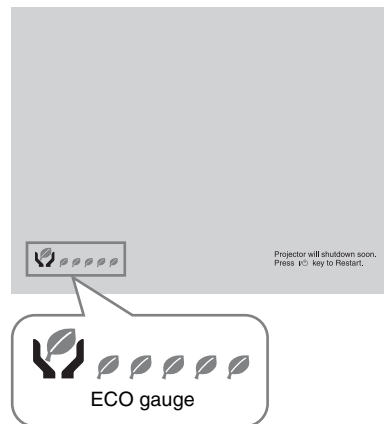 Projector will shutdown soon.
Press I/⏻ key to Restart.
ECO gauge